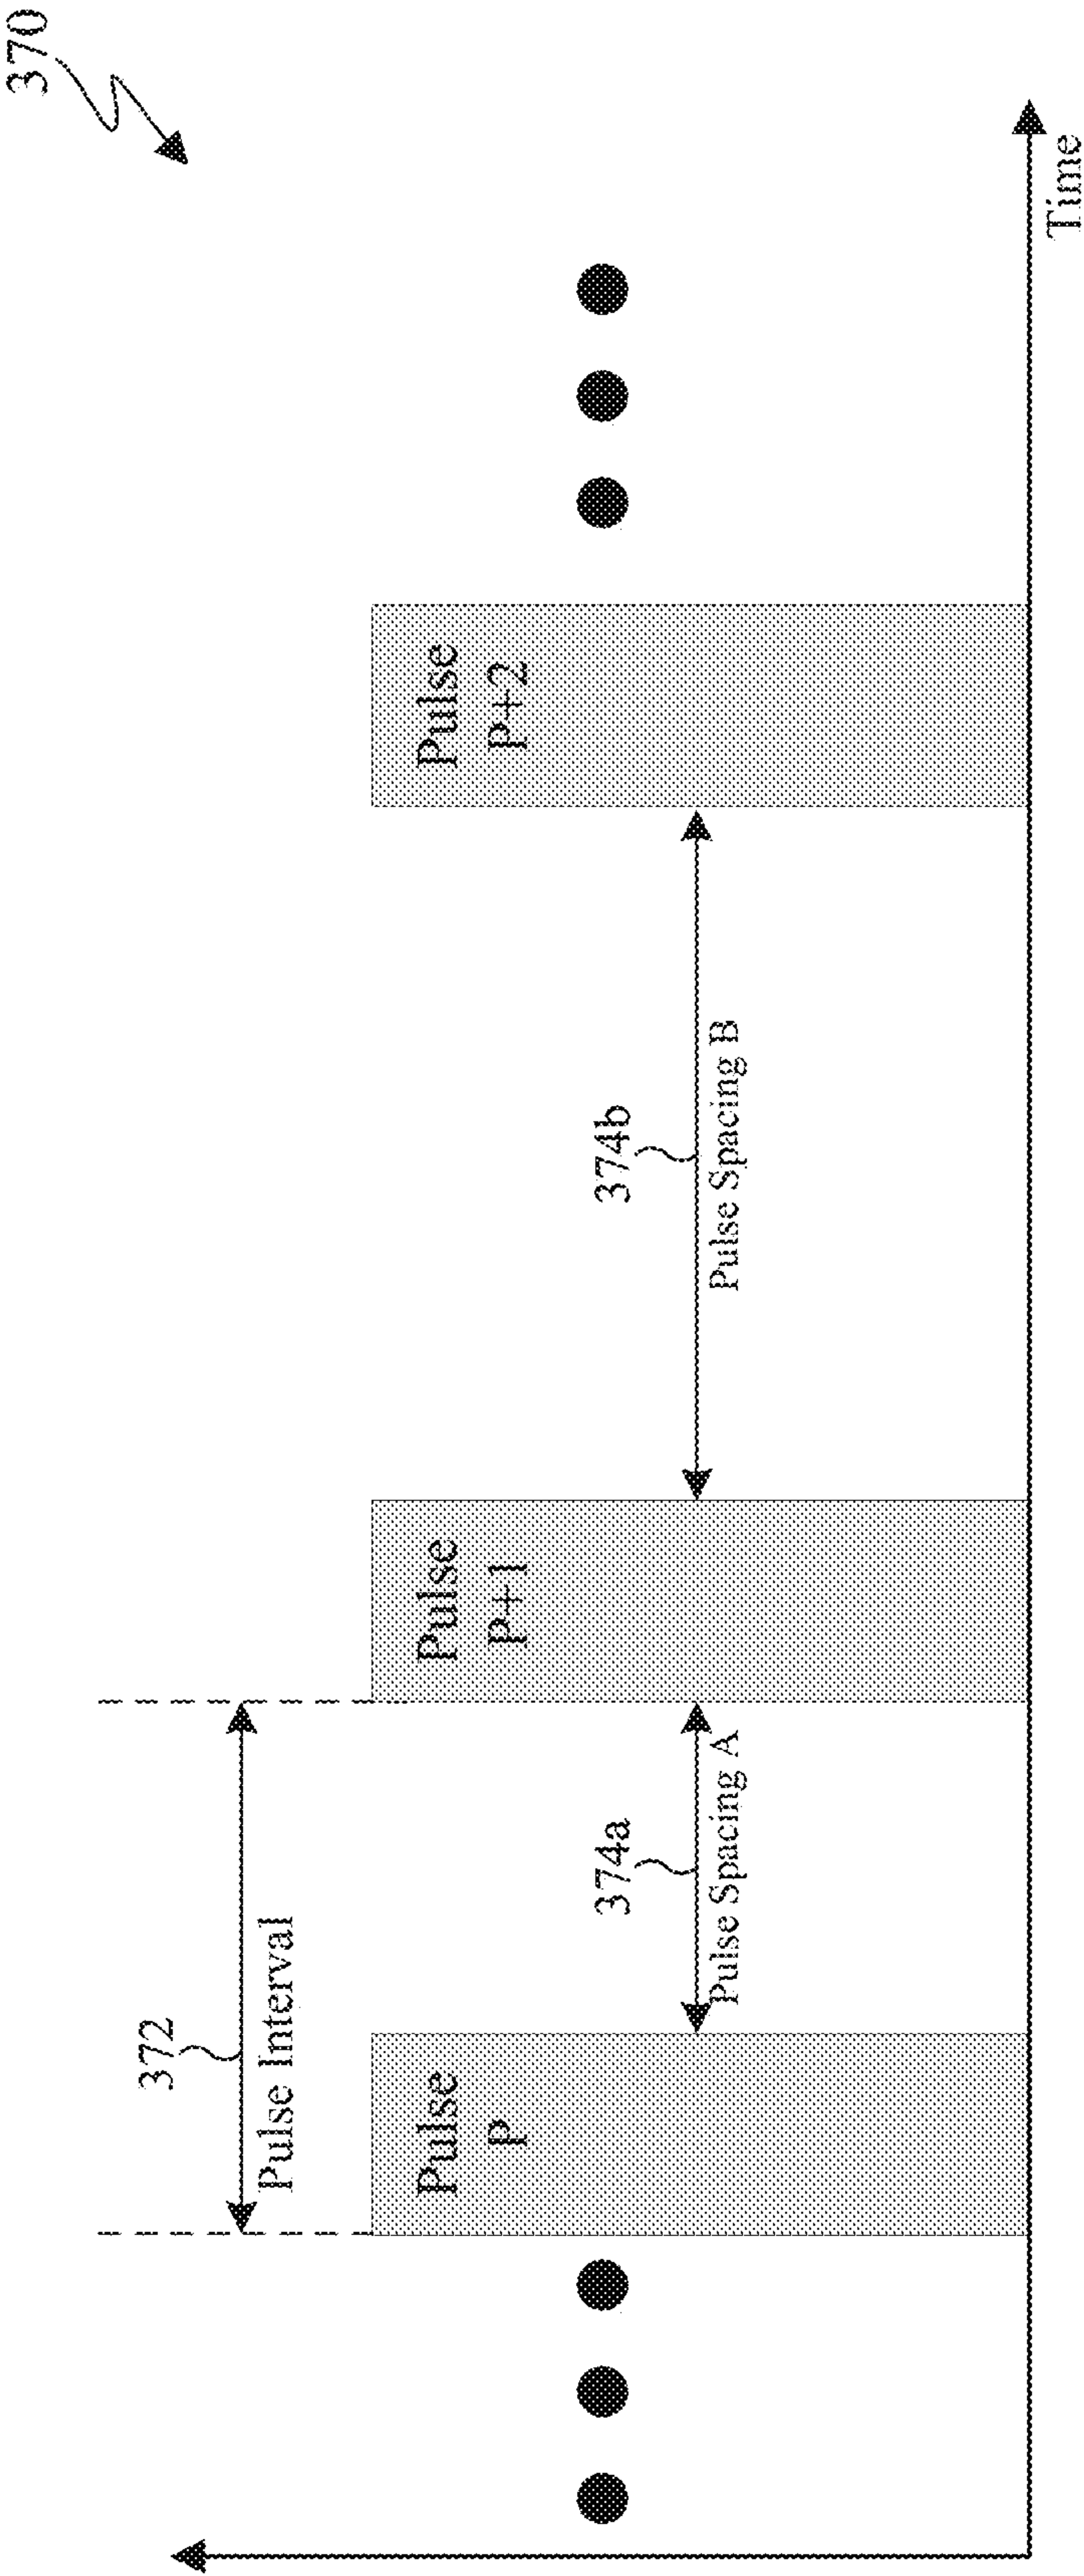 370
372
Pulse Interval
Pulse
P
Pulse
P+1
Pulse
P+2
374a
Pulse Spacing A
374b
Pulse Spacing B
Time